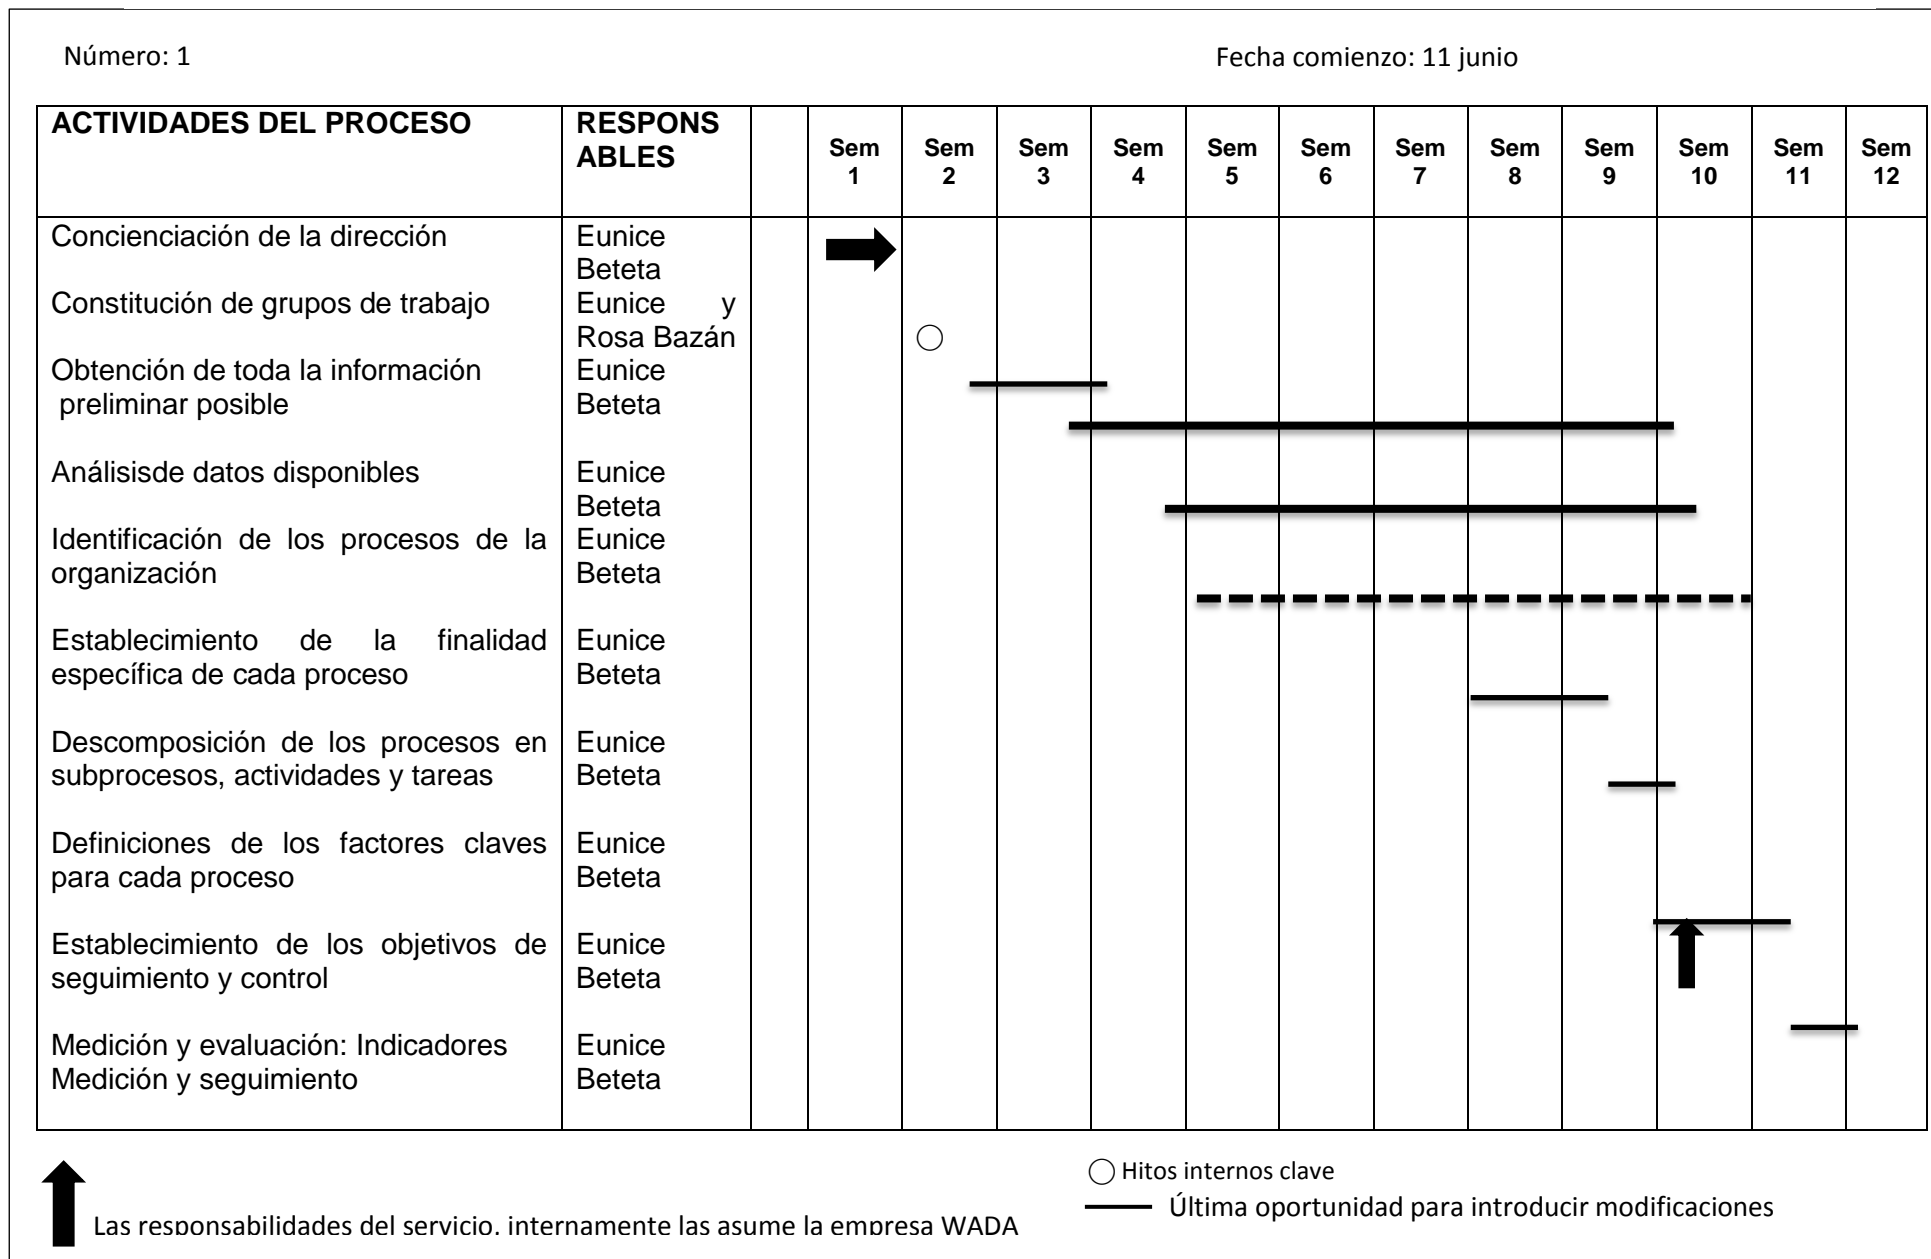 Número: 1
Fecha comienzo: 11 junio
ACTIVIDADES DEL PROCESO
RESPONS
ABLES
Sem
1
Sem
2
Sem
3
Sem
4
Sem
5
Sem
6
Sem
7
Sem
8
Sem
9
Sem
10
Sem
11
Sem
12
Concienciación de la dirección
Eunice
Beteta
Constitución de grupos de trabajo
Eunice y
Rosa Bazán
Obtención de toda la información
preliminar posible
Eunice
Beteta
Análisisde datos disponibles
Eunice
Beteta
Identificación de los procesos de la
organización
Eunice
Beteta
Establecimiento de la finalidad
específica de cada proceso
Eunice
Beteta
Descomposición de los procesos en
subprocesos, actividades y tareas
Eunice
Beteta
Definiciones de los factores claves
para cada proceso
Eunice
Beteta
Establecimiento de los objetivos de
seguimiento y control
Eunice
Beteta
Medición y evaluación: Indicadores
Medición y seguimiento
Eunice
Beteta
Hitos internos clave
Última oportunidad para introducir modificaciones
Las responsabilidades del servicio, internamente las asume la empresa WADA